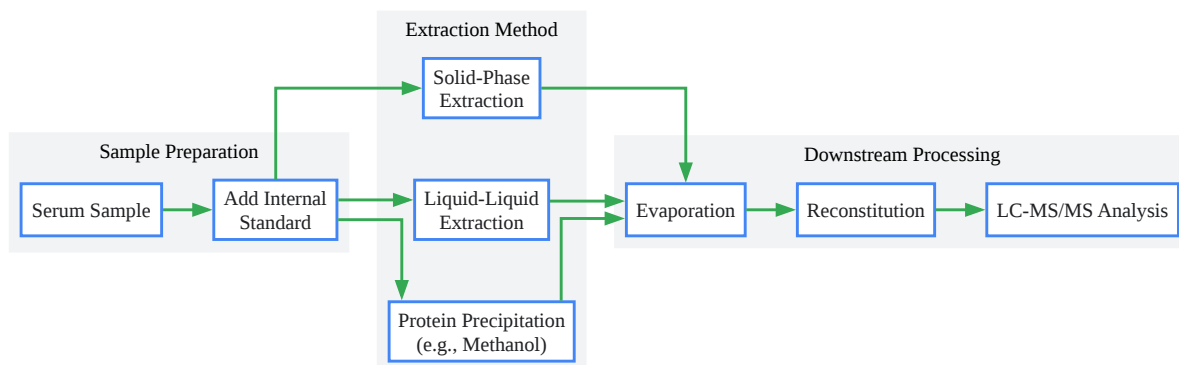 Extraction Method
Solid-Phase
Extraction
Sample Preparation
Serum Sample
Add Internal
Standard
Liquid-Liquid
Extraction
Protein Precipitation
(e.g., Methanol)
Downstream Processing
Evaporation
Reconstitution
LC-MS/MS Analysis